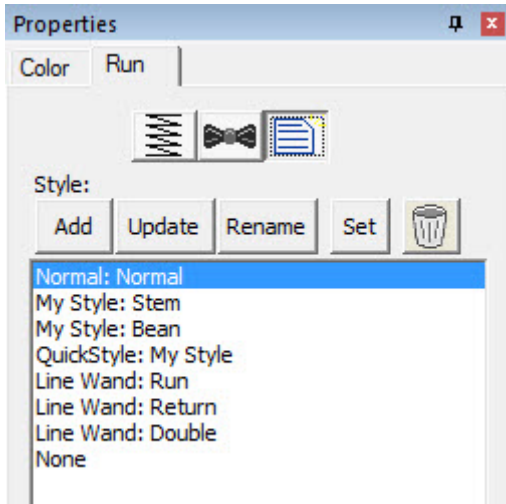 Properties
Color Run
Style:
Add Update Rename Set
Normal: Normal
My Style: Stem
My Style: Bean
QuickStyle: My Style
Line Wand: Run
Line Wand: Return
Line Wand: Double
None